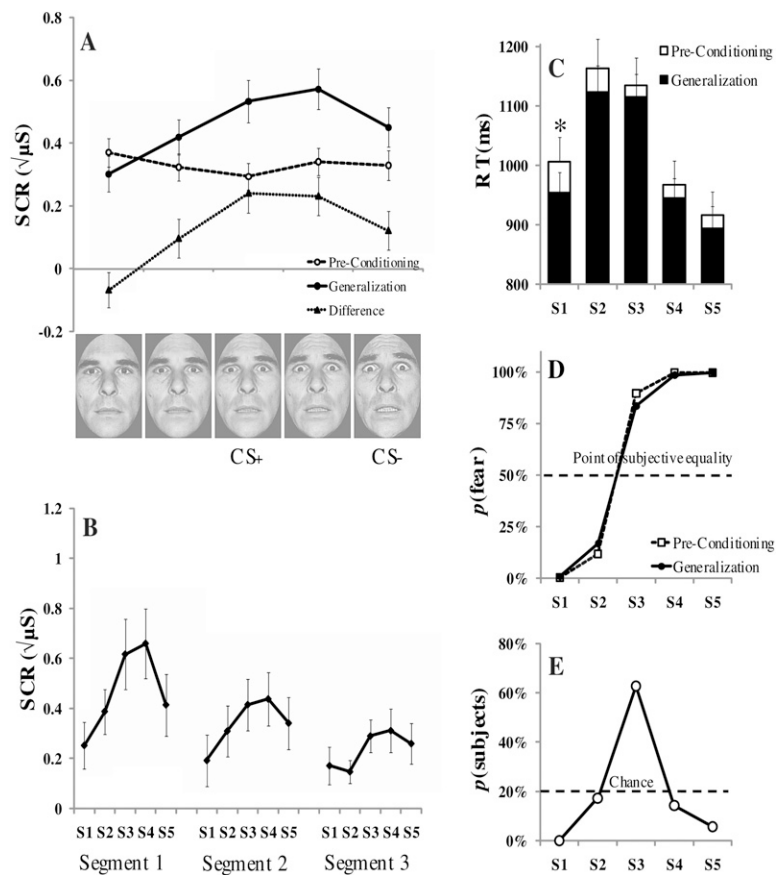 A
SCR (√µS)
0.8
0.6
0.4
0.2
0
-0.2
Pre-Conditioning
Generalization
Difference
CS+
CS-
B
SCR (√µS)
1.2
1
0.8
0.6
0.4
0.2
0
S1 S2 S3 S4 S5 S1 S2 S3 S4 S5 S1 S2 S3 S4 S5
Segment 1 Segment 2 Segment 3
C
RT(ms)
1200
1100
1000
900
800
Pre-Conditioning
Generalization
*
S1 S2 S3 S4 S5
D
p(fear)
100%
75%
50%
25%
0%
Point of subjective equality
Pre-Conditioning
Generalization
S1 S2 S3 S4 S5
E
p(subjects)
80%
60%
40%
20%
0%
Chance
S1 S2 S3 S4 S5